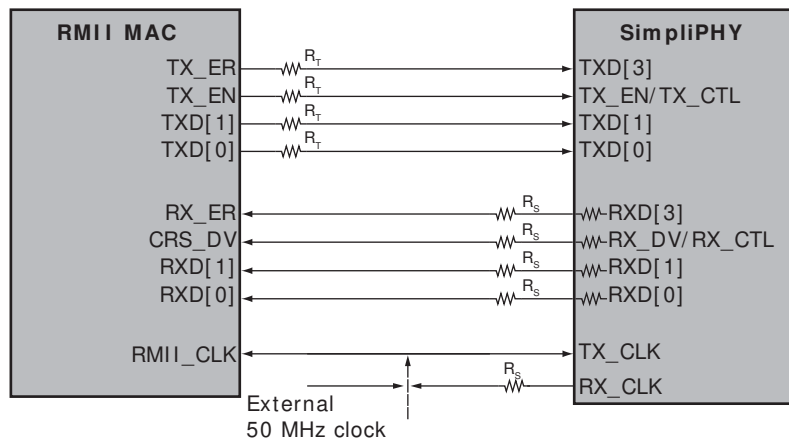 RMII MAC
SimpliPHY
TX_ER
R_T
TXD[3]
TX_EN
R_T
TX_EN/TX_CTL
TXD[1]
R_T
TXD[1]
TXD[0]
R_T
TXD[0]
RX_ER
R_S
RXD[3]
CRS_DV
R_S
RX_DV/RX_CTL
RXD[1]
R_S
RXD[1]
RXD[0]
R_S
RXD[0]
RMII_CLK
TX_CLK
R_S
RX_CLK
External
50 MHz clock